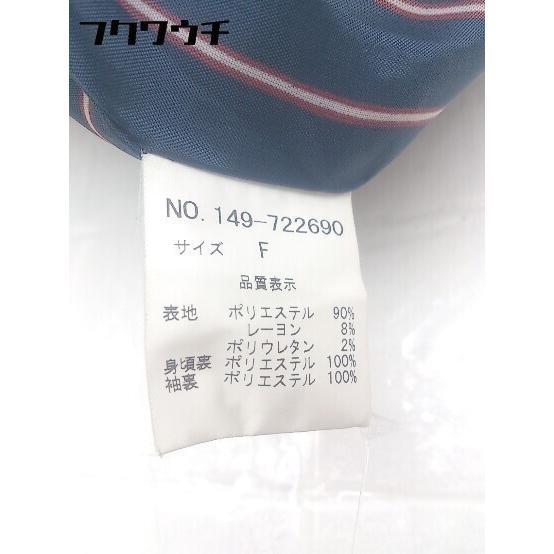 フクワウチ
NO. 149-722690
サイズ F
品質表示
表地 ポリエステル 90%
レーヨン 8%
ポリウレタン 2%
身頃裏 ポリエステル 100%
袖裏 ポリエステル 100%